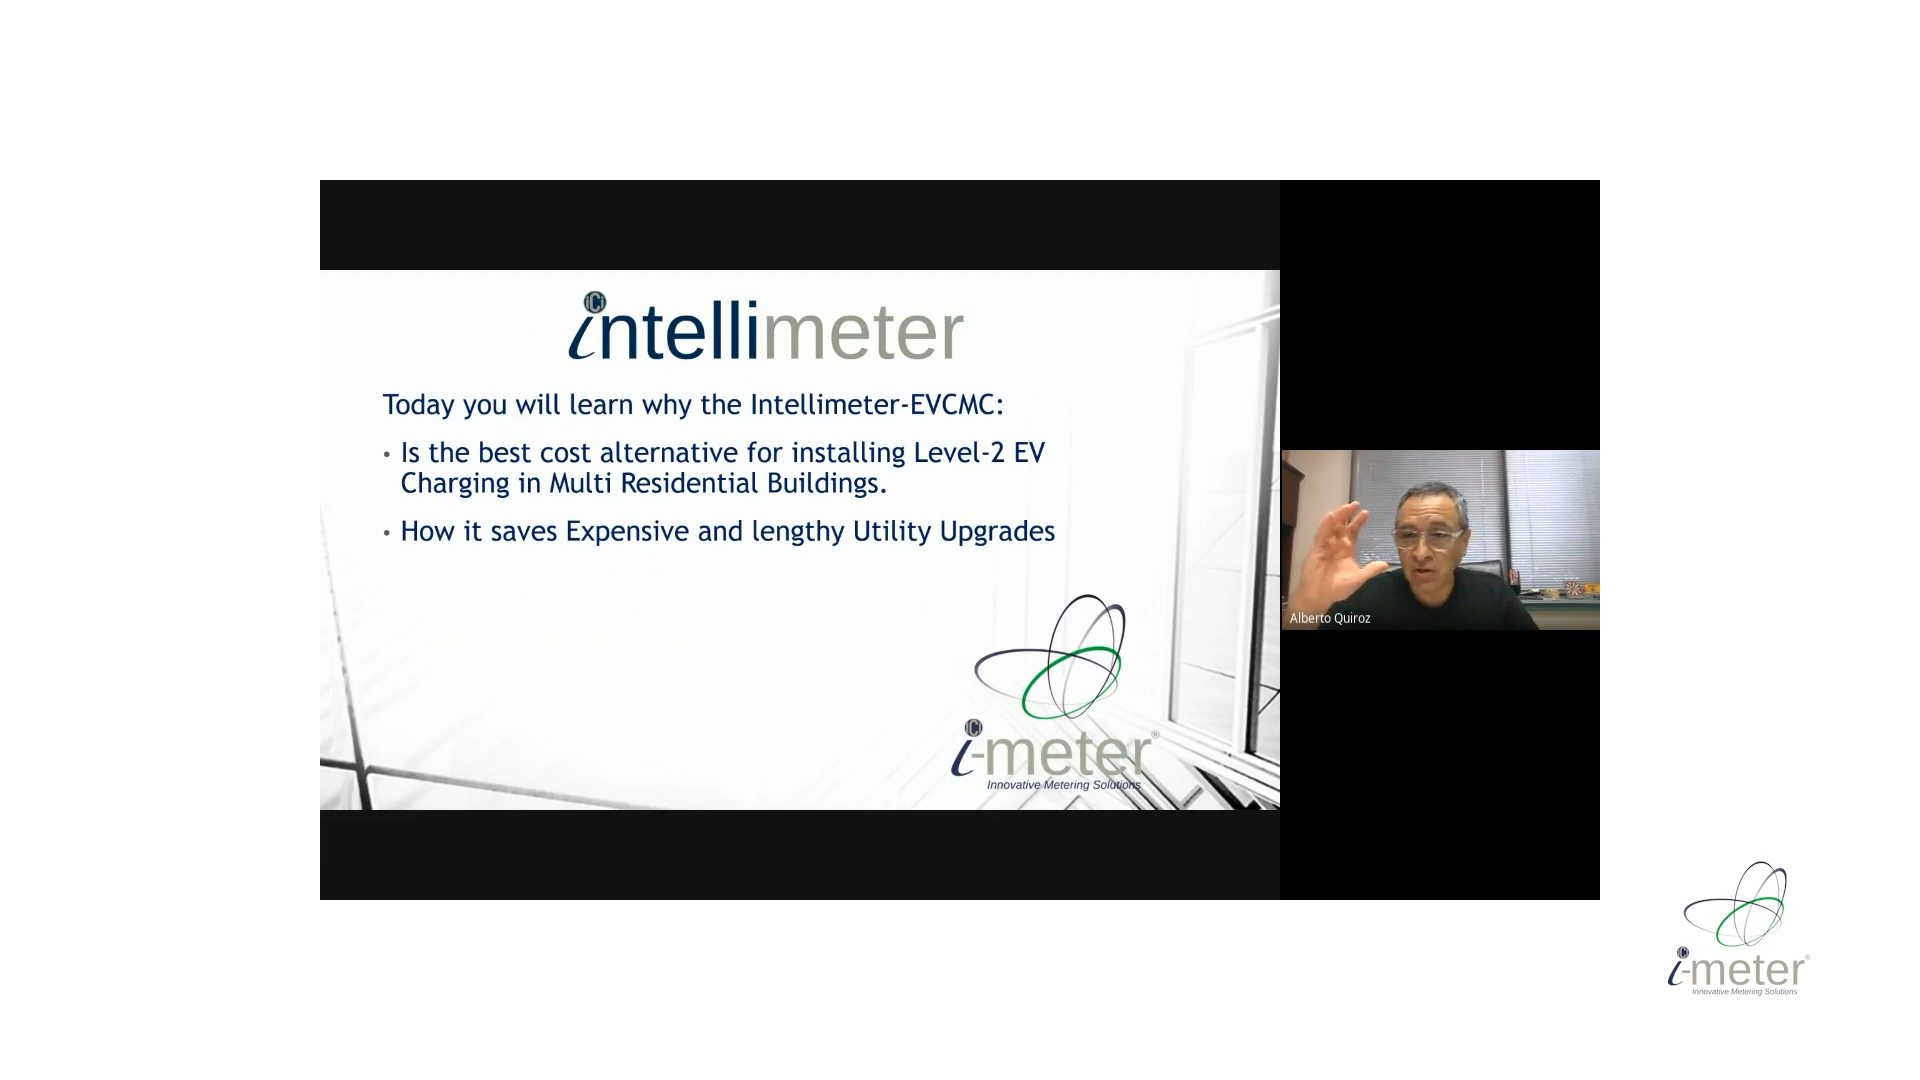 intellimeter
Today you will learn why the Intellimeter-EVCMC:
• Is the best cost alternative for installing Level-2 EV
Charging in Multi Residential Buildings.
• How it saves Expensive and lengthy Utility Upgrades
i-meter®
Innovative Metering Solutions
Alberto Quiroz
i-meter®
Innovative Metering Solutions